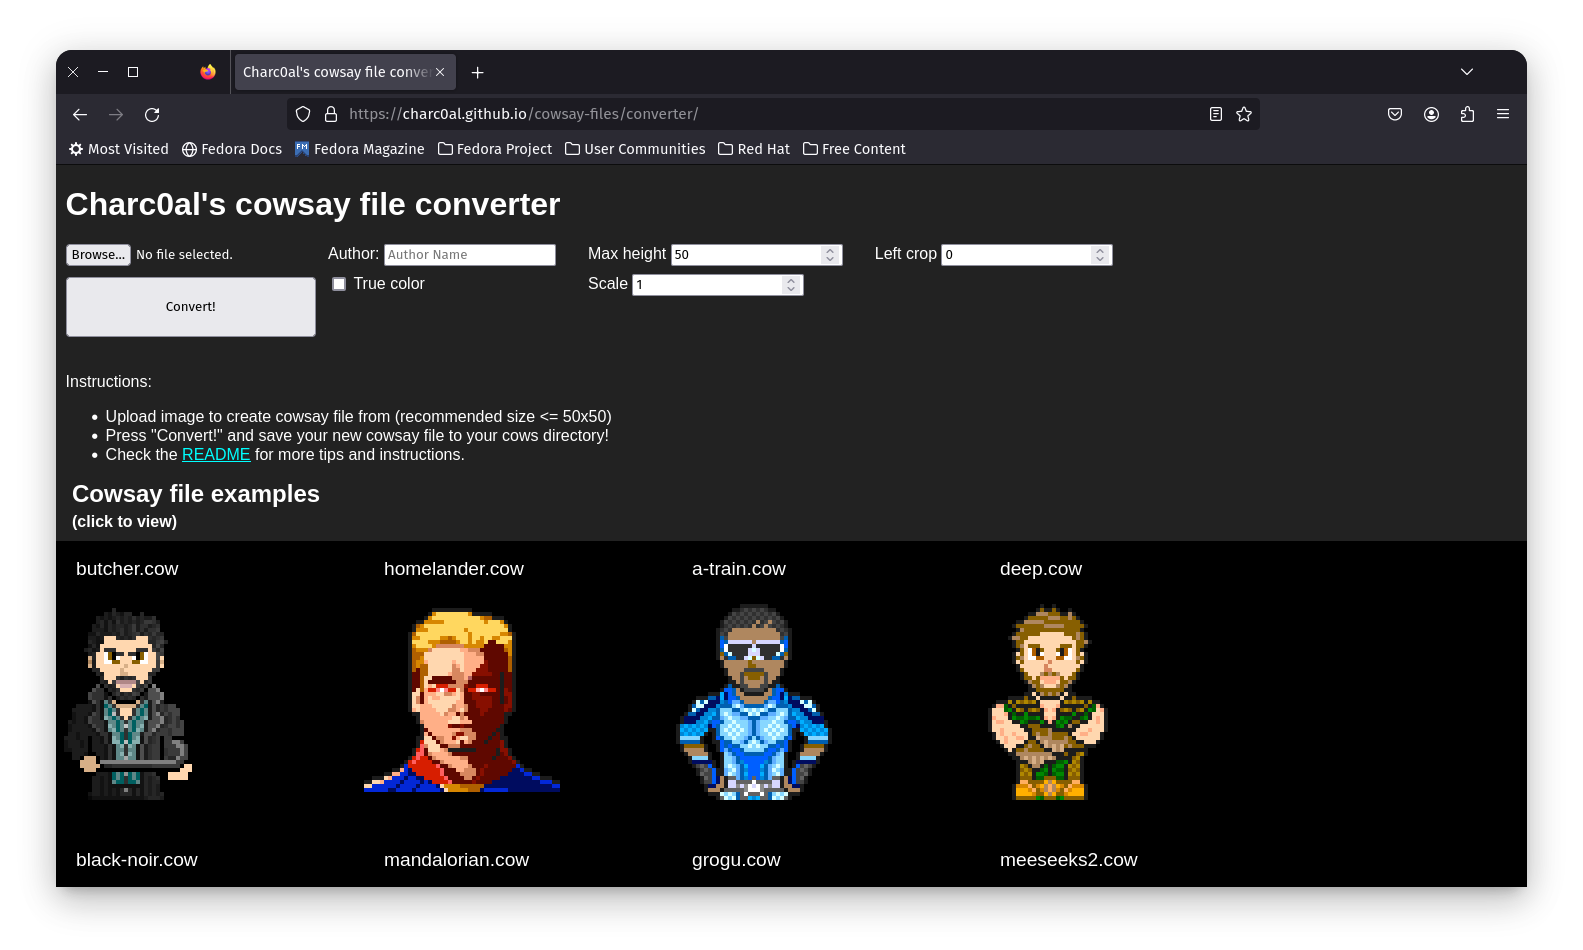 Charc0al's cowsay file conver
https://charc0al.github.io/cowsay-files/converter/
Most Visited Fedora Docs FM Fedora Magazine Fedora Project User Communities Red Hat Free Content
Charc0al's cowsay file converter
Browse... No file selected. Author: Author Name Max height 50 Left crop 0
Convert! True color Scale 1
Instructions:
• Upload image to create cowsay file from (recommended size <= 50x50)
• Press "Convert!" and save your new cowsay file to your cows directory!
• Check the README for more tips and instructions.
Cowsay file examples
(click to view)
butcher.cow homelander.cow a-train.cow deep.cow
black-noir.cow mandalorian.cow grogu.cow meeseeks2.cow